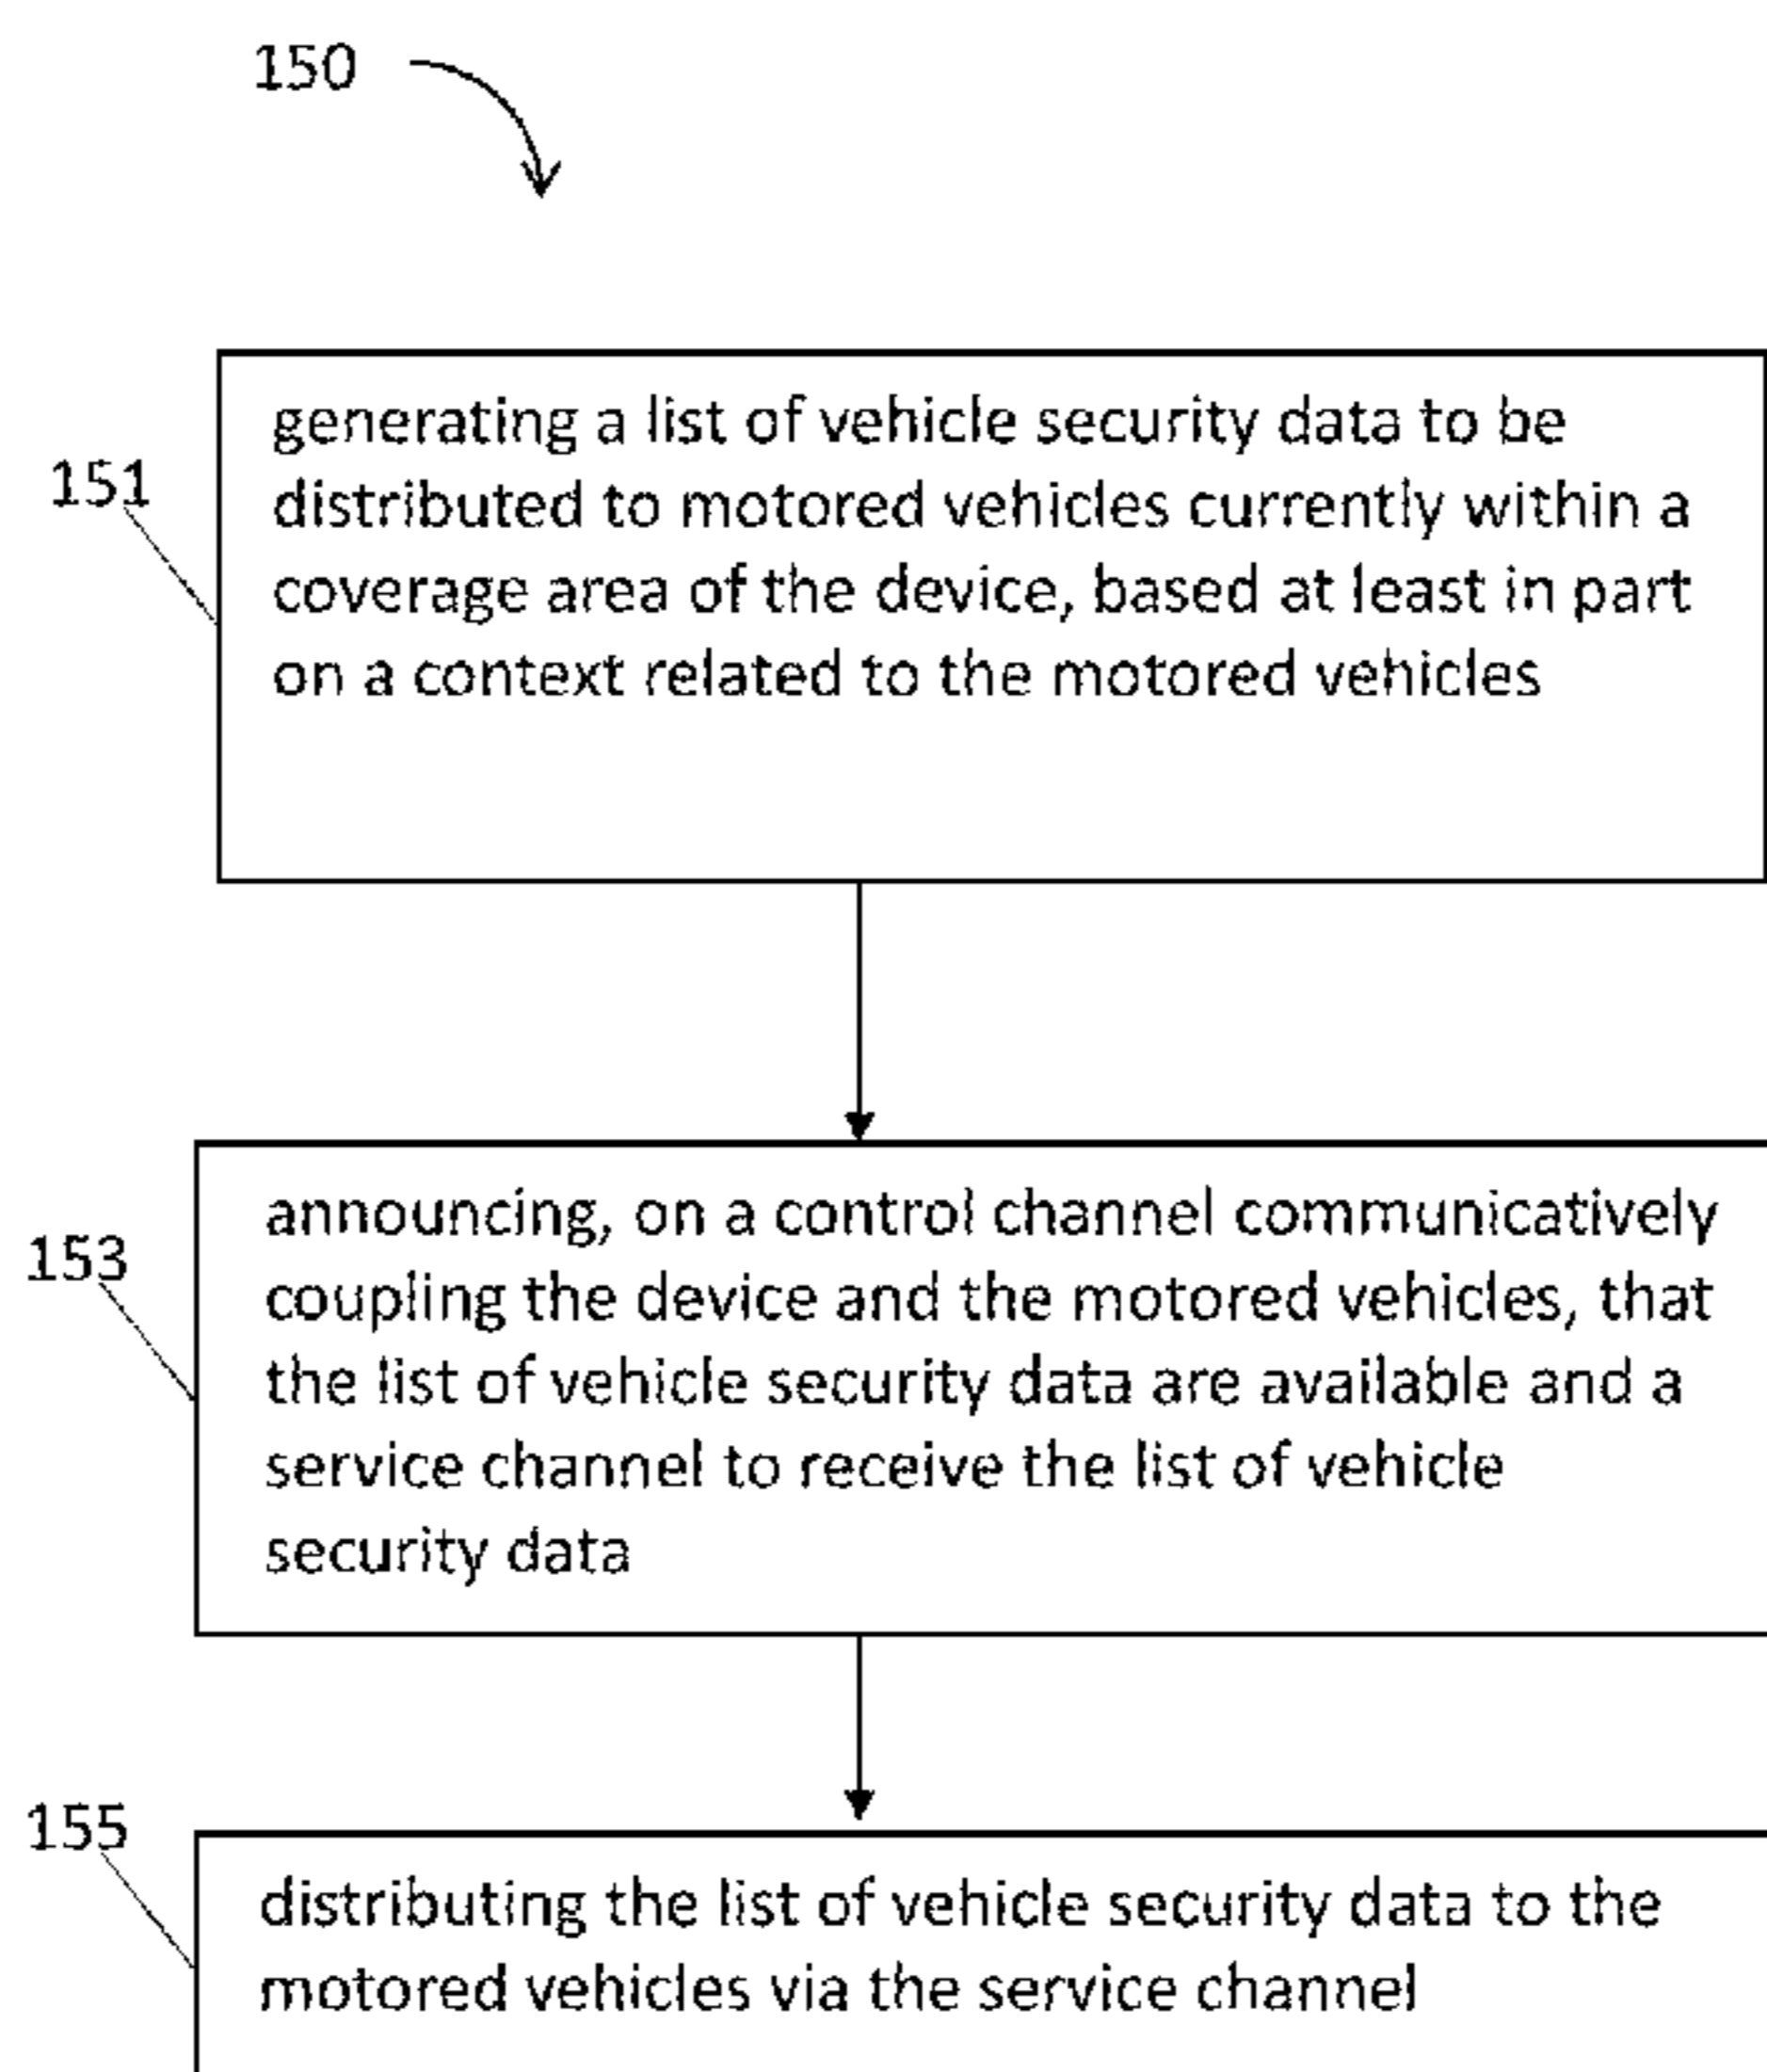 150
151
generating a list of vehicle security data to be
distributed to motored vehicles currently within a
coverage area of the device, based at least in part
on a context related to the motored vehicles
153
announcing, on a control channel communicatively
coupling the device and the motored vehicles, that
the list of vehicle security data are available and a
service channel to receive the list of vehicle
security data
155
distributing the list of vehicle security data to the
motored vehicles via the service channel